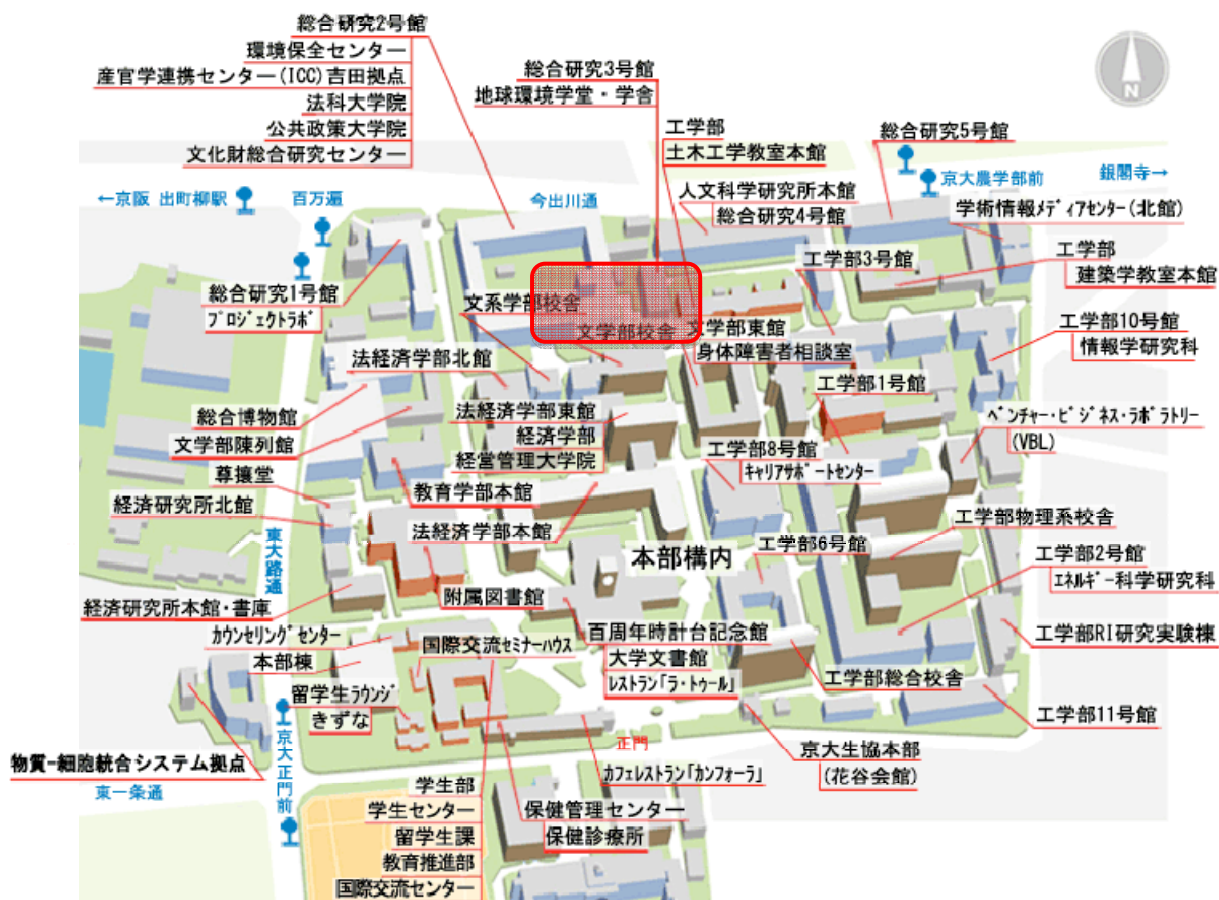 総合研究2号館
環境保全センター
産官学連携センター(ICC)吉田拠点
法科大学院
公共政策大学院
文化財総合研究センター
総合研究3号館
地球環境学堂・学舎
工学部
土木工学教室本館
総合研究5号館
N
←京阪 出町柳駅
百万遍
今出川通
人文科学研究所本館
総合研究4号館
京大農学部前
銀閣寺→
学術情報ﾒﾃﾞｨｱｾﾝﾀｰ(北館)
総合研究1号館
ﾌﾟﾛｼﾞｪｸﾄﾗﾎﾞ
文系学部校舎
工学部3号館
工学部
建築学教室本館
文学部校舎
文学部東館
身体障害者相談室
工学部10号館
情報学研究科
法経済学部北館
工学部1号館
総合博物館
文学部陳列館
法経済学部東館
経済学部
経営管理大学院
ﾍﾞﾝﾁｬｰ・ﾋﾞｼﾞﾈｽ・ﾗﾎﾞﾗﾄﾘｰ
(VBL)
工学部8号館
ｷｬﾘｱｻﾎﾟｰﾄｾﾝﾀｰ
尊攘堂
経済研究所北館
教育学部本館
法経済学部本館
工学部物理系校舎
東大路通
本部構内
工学部6号館
工学部2号館
ｴﾈﾙｷﾞｰ科学研究科
経済研究所本館・書庫
附属図書館
ｶｳﾝｾﾘﾝｸﾞｾﾝﾀｰ
国際交流ｾﾐﾅｰﾊｳｽ
百周年時計台記念館
大学文書館
ﾚｽﾄﾗﾝ｢ﾗ・ﾄｩｰﾙ｣
工学部RI研究実験棟
本部棟
工学部総合校舎
留学生ﾗｳﾝｼﾞ
きずな
工学部11号館
正門
京大正門前
物質-細胞統合システム拠点
東一条通
京大生協本部
(花谷会館)
ｶﾌｪﾚｽﾄﾗﾝ｢ｶﾝﾌｫｰﾗ｣
学生部
学生センター
留学生課
教育推進部
国際交流センター
保健管理センター
保健診療所